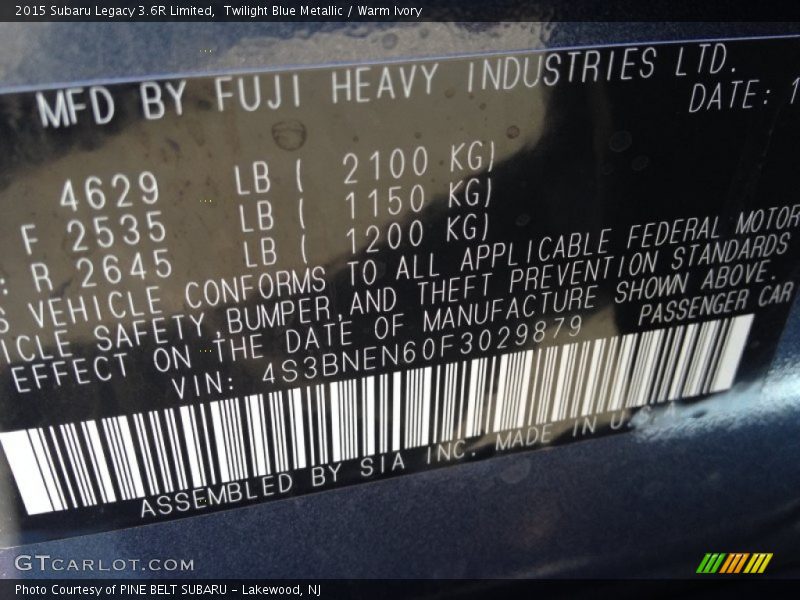 2015 Subaru Legacy 3.6R Limited, Twilight Blue Metallic / Warm Ivory
MFD BY FUJI HEAVY INDUSTRIES LTD.
DATE: 1
4629 LB ( 2100 KG)
F 2535 LB ( 1150 KG)
: R 2645 LB ( 1200 KG)
S VEHICLE CONFORMS TO ALL APPLICABLE FEDERAL MOTOR
ICLE SAFETY,BUMPER,AND THEFT PREVENTION STANDARDS
EFFECT ON THE DATE OF MANUFACTURE SHOWN ABOVE.
VIN: 4S3BNEN60F3029879 PASSENGER CAR
ASSEMBLED BY SIA INC. MADE IN U.S.A
GTCARLOT.COM
Photo Courtesy of PINE BELT SUBARU - Lakewood, NJ